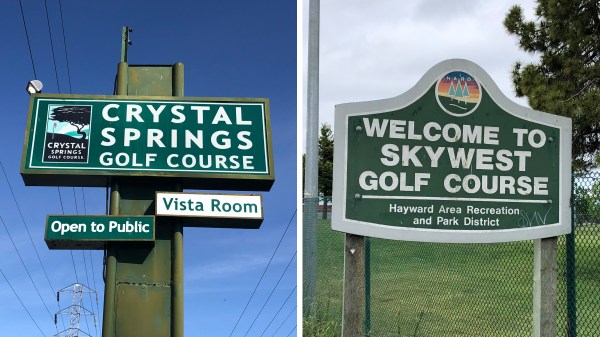 CRYSTAL
SPRINGS
GOLF COURSE
CRYSTAL
SPRINGS
GOLF COURSE
Vista Room
Open to Public
HARD
WELCOME TO
SKYWEST
GOLF COURSE
Hayward Area Recreation
and Park District